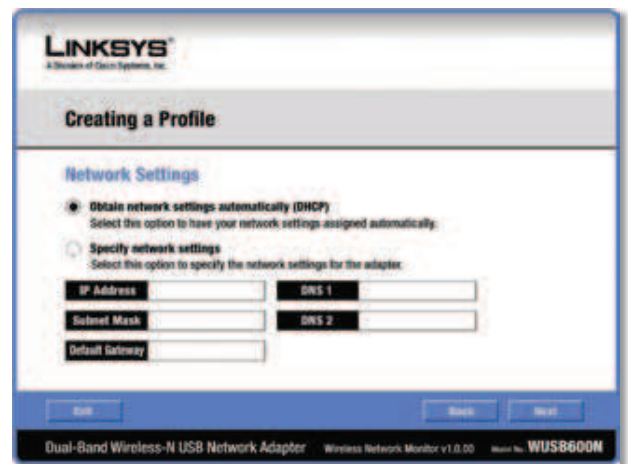 LINKSYS®
A Division of Cisco Systems, Inc.
Creating a Profile
Network Settings
Obtain network settings automatically (DHCP)
Select this option to have your network settings assigned automatically.
Specify network settings
Select this option to specify the network settings for the adapter.
IP Address DNS 1
Subnet Mask DNS 2
Default Gateway
Exit Back Next
Dual-Band Wireless-N USB Network Adapter Wireless Network Monitor v1.0.00 Model No. WUSB600N